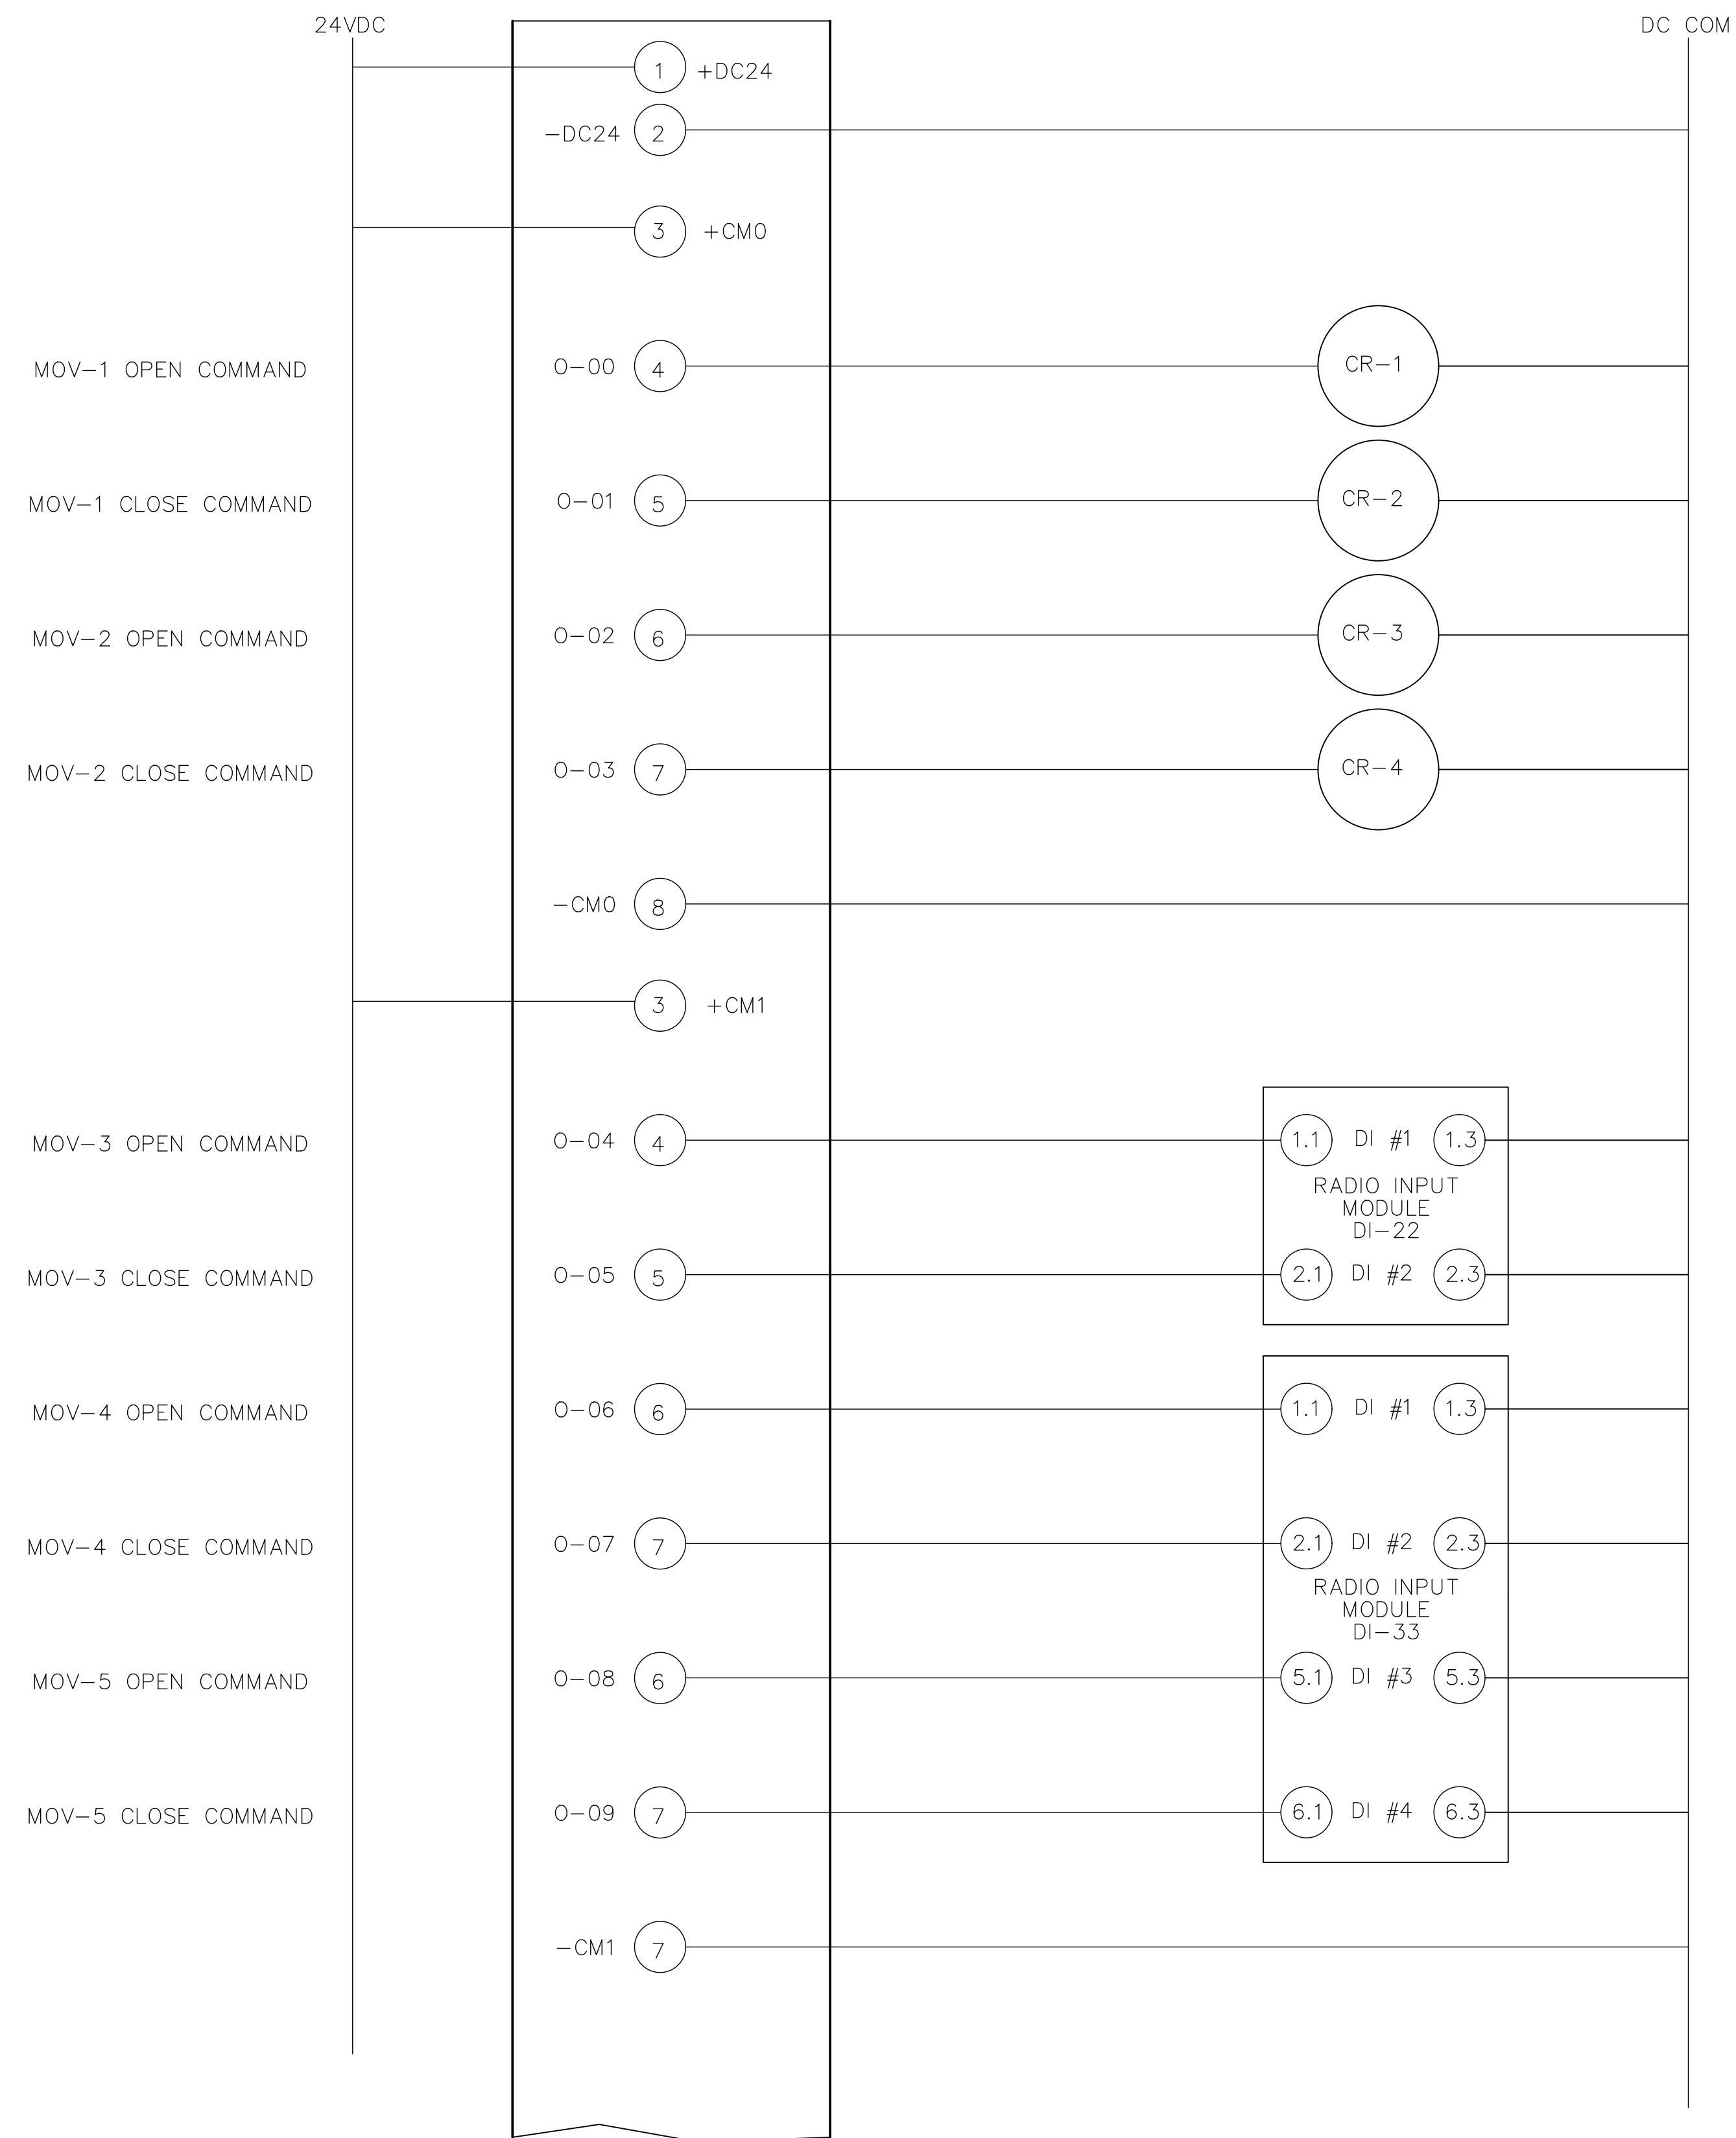 24VDC DC COM
1 +DC24
-DC24 2
3 +CM0
MOV-1 OPEN COMMAND O-00 4 CR-1
MOV-1 CLOSE COMMAND O-01 5 CR-2
MOV-2 OPEN COMMAND O-02 6 CR-3
MOV-2 CLOSE COMMAND O-03 7 CR-4
-CM0 8
3 +CM1
MOV-3 OPEN COMMAND O-04 4 1.1 DI #1 1.3
RADIO INPUT
MODULE
DI-22
MOV-3 CLOSE COMMAND O-05 5 2.1 DI #2 2.3
MOV-4 OPEN COMMAND O-06 6 1.1 DI #1 1.3
MOV-4 CLOSE COMMAND O-07 7 2.1 DI #2 2.3
RADIO INPUT
MODULE
DI-33
MOV-5 OPEN COMMAND O-08 6 5.1 DI #3 5.3
MOV-5 CLOSE COMMAND O-09 7 6.1 DI #4 6.3
-CM1 7